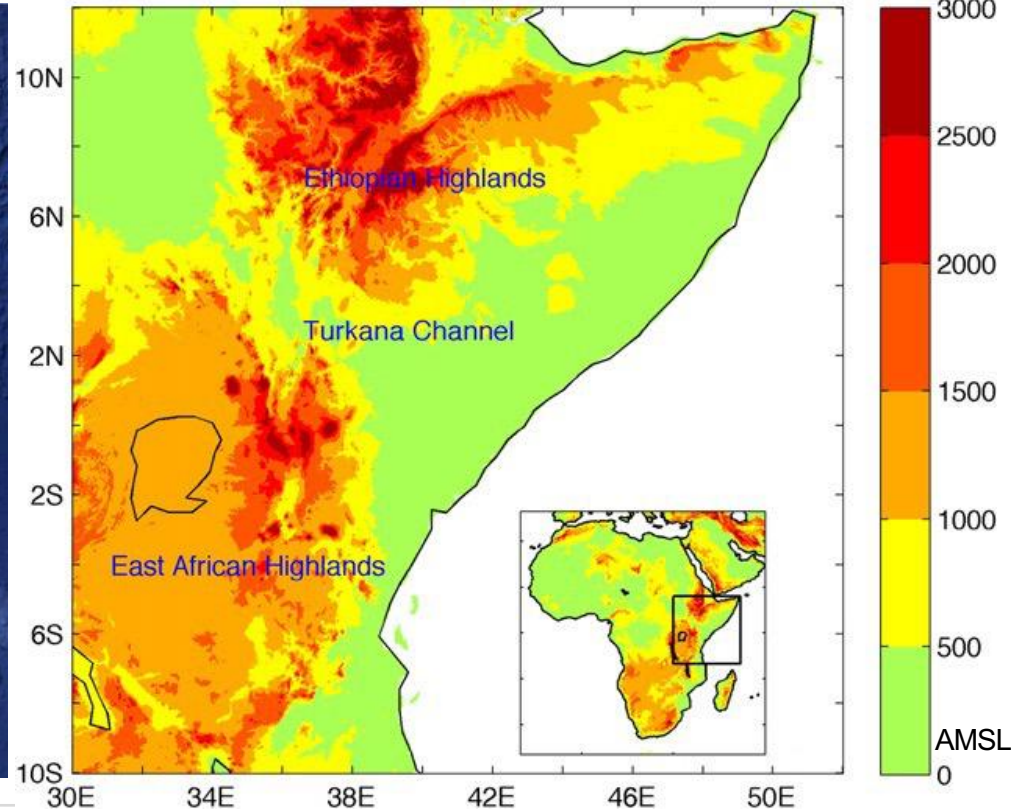 10N
6N
2N
2S
6S
10S
30E
34E
38E
42E
46E
50E
Ethiopian Highlands
Turkana Channel
East African Highlands
3000
2500
2000
1500
1000
500
0
AMSL